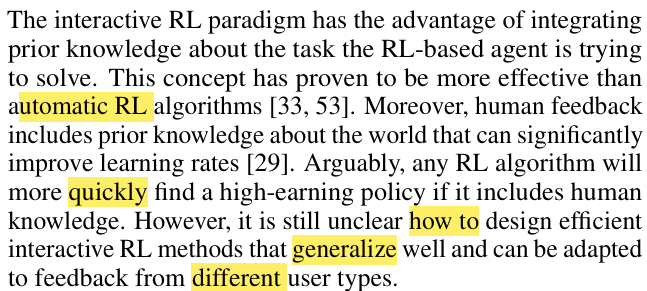 The interactive RL paradigm has the advantage of integrating
prior knowledge about the task the RL-based agent is trying
to solve. This concept has proven to be more effective than
automatic RL algorithms [33, 53]. Moreover, human feedback
includes prior knowledge about the world that can significantly
improve learning rates [29]. Arguably, any RL algorithm will
more quickly find a high-earning policy if it includes human
knowledge. However, it is still unclear how to design efficient
interactive RL methods that generalize well and can be adapted
to feedback from different user types.